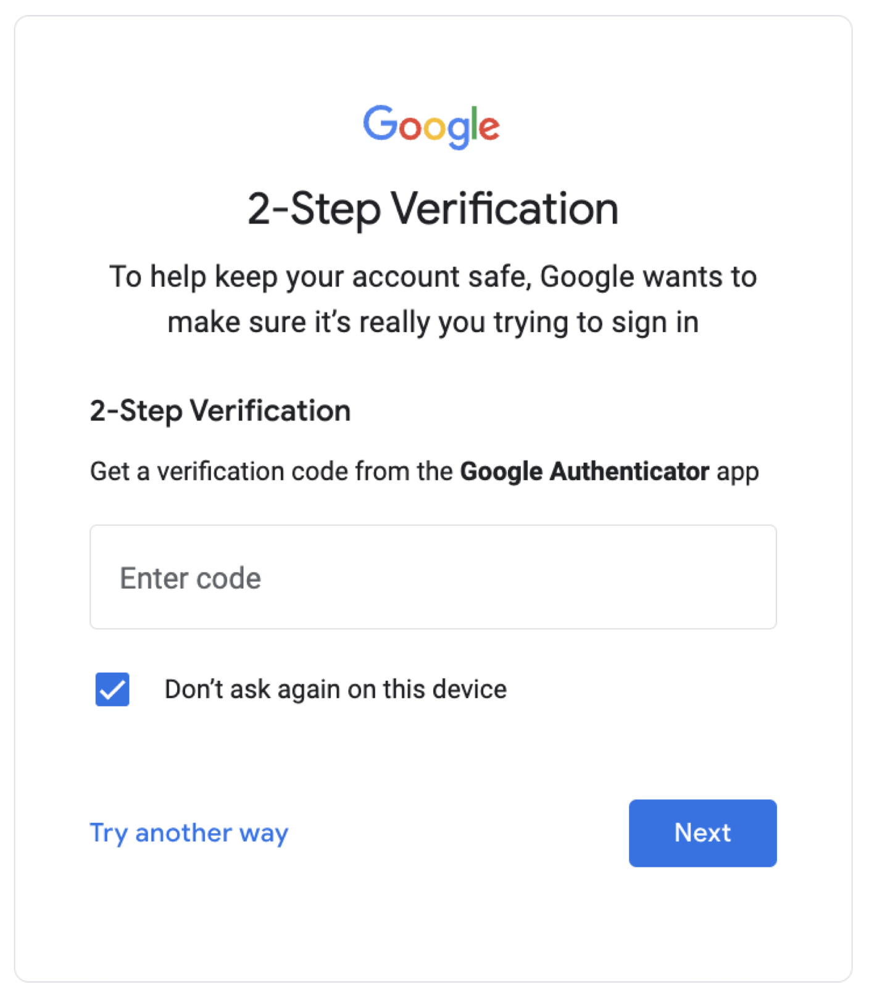 Google
2-Step Verification
To help keep your account safe, Google wants to
make sure it’s really you trying to sign in
2-Step Verification
Get a verification code from the Google Authenticator app
Enter code
Don’t ask again on this device
Try another way
Next